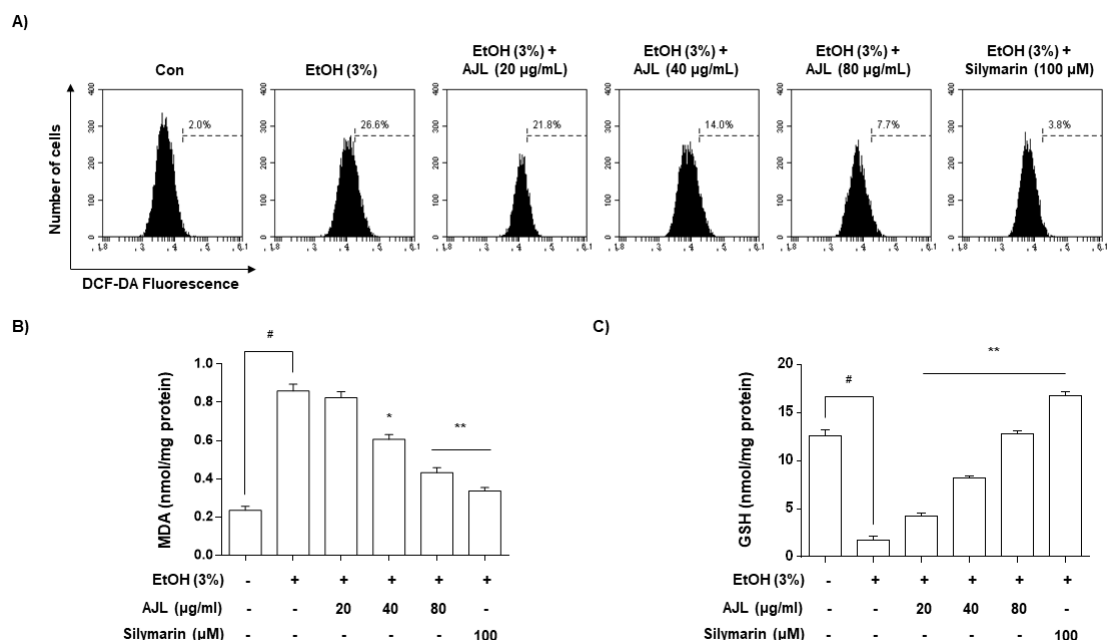 A)
Con
EtOH (3%)
EtOH (3%) +
AJL (20 µg/mL)
EtOH (3%) +
AJL (40 µg/mL)
EtOH (3%) +
AJL (80 µg/mL)
EtOH (3%) +
Silymarin (100 µM)
Number of cells
400
300
200
100
0
2.0%
26.6%
21.8%
14.0%
7.7%
3.8%
DCF-DA Fluorescence
B)
MDA (nmol/mg protein)
1.0
0.8
0.6
0.4
0.2
0.0
#
*
**
EtOH (3%) - + + + + +
AJL (µg/ml) - - 20 40 80 -
Silymarin (µM) - - - - - 100
C)
GSH (nmol/mg protein)
20
15
10
5
0
#
**
EtOH (3%) - + + + + +
AJL (µg/ml) - - 20 40 80 -
Silymarin (µM) - - - - - 100